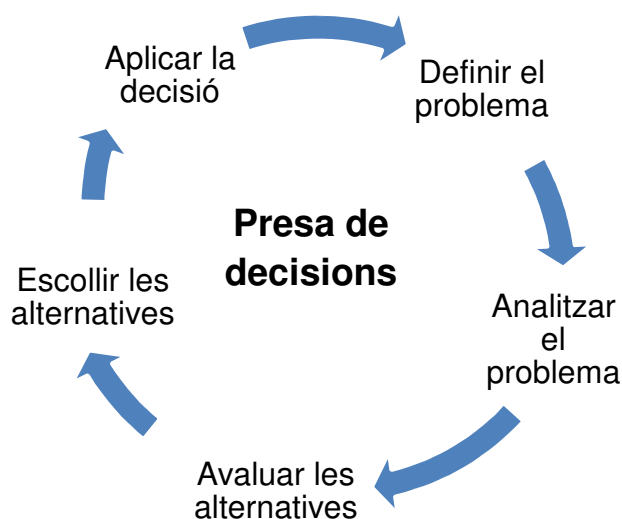 Aplicar la
decisió
Definir el
problema
Presa de
decisions
Escollir les
alternatives
Analitzar
el
problema
Avaluar les
alternatives